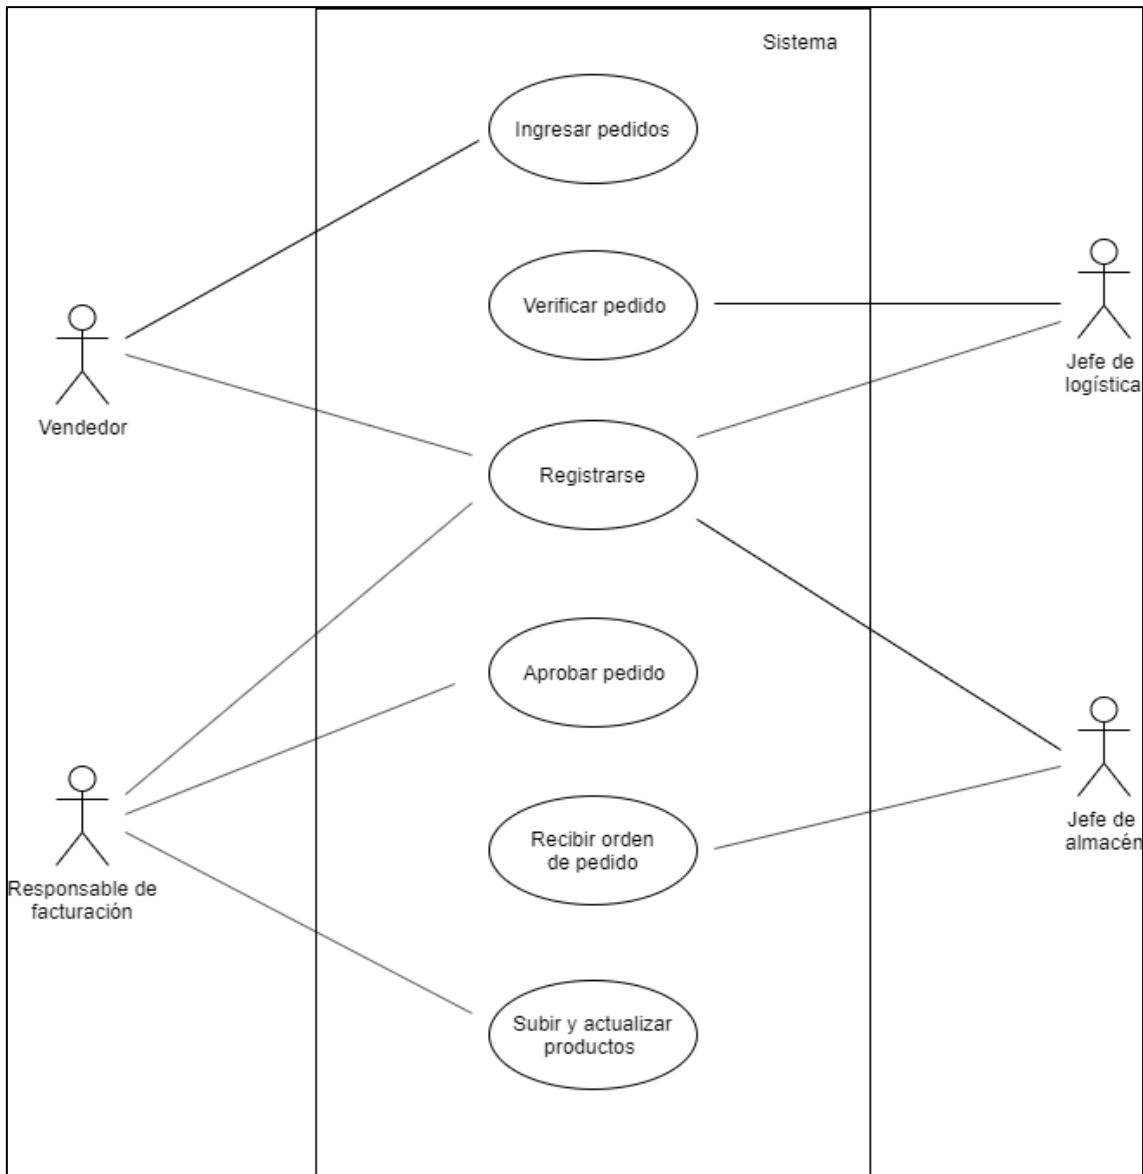 Sistema
Ingresar pedidos
Verificar pedido
Jefe de
logística
Vendedor
Registrarse
Aprobar pedido
Jefe de
almacén
Recibir orden
de pedido
Responsable de
facturación
Subir y actualizar
productos